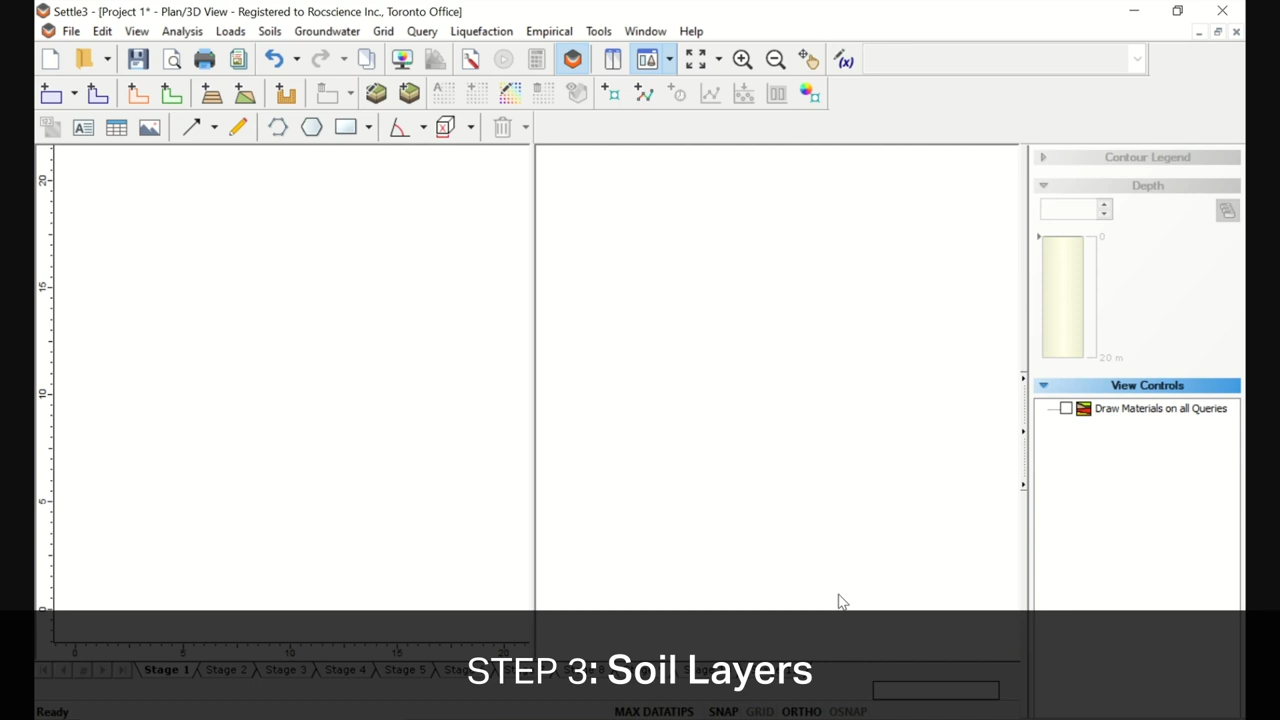 Settle3 - [Project 1* - Plan/3D View - Registered to Rocscience Inc., Toronto Office]
File Edit View Analysis Loads Soils Groundwater Grid Query Liquefaction Empirical Tools Window Help
(x)
Contour Legend
Depth
0
20 m
View Controls
Draw Materials on all Queries
20
15
10
5
0
0 5 10 15 20
Stage 1 Stage 2 Stage 3 Stage 4 Stage 5
STEP 3: Soil Layers
Ready MAX DATATIPS SNAP GRID ORTHO OSNAP